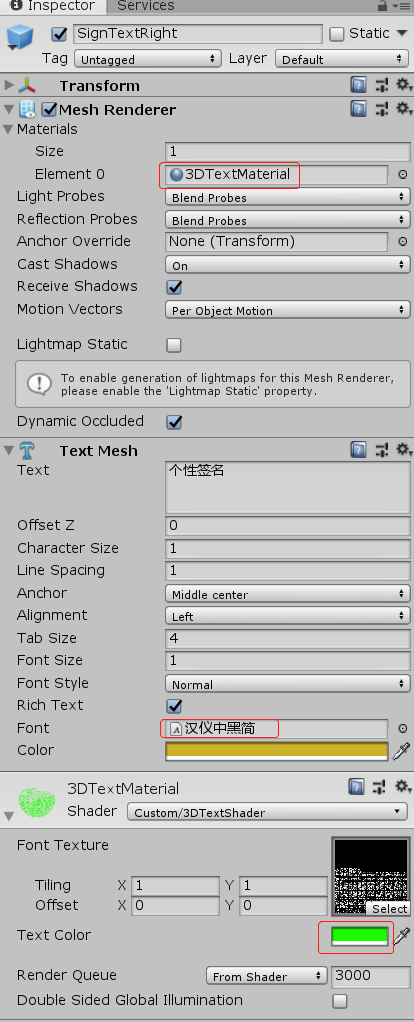 Inspector Services
SignTextRight Static
Tag Untagged Layer Default
Transform
Mesh Renderer
Materials
Size 1
Element 0 3DTextMaterial
Light Probes Blend Probes
Reflection Probes Blend Probes
Anchor Override None (Transform)
Cast Shadows On
Receive Shadows
Motion Vectors Per Object Motion
Lightmap Static
To enable generation of lightmaps for this Mesh Renderer,
please enable the 'Lightmap Static' property.
Dynamic Occluded
Text Mesh
Text 个性签名
Offset Z 0
Character Size 1
Line Spacing 1
Anchor Middle center
Alignment Left
Tab Size 4
Font Size 1
Font Style Normal
Rich Text
Font 汉仪中黑简
Color
3DTextMaterial
Shader Custom/3DTextShader
Font Texture
Tiling X 1 Y 1
Offset X 0 Y 0
Select
Text Color
Render Queue From Shader 3000
Double Sided Global Illumination